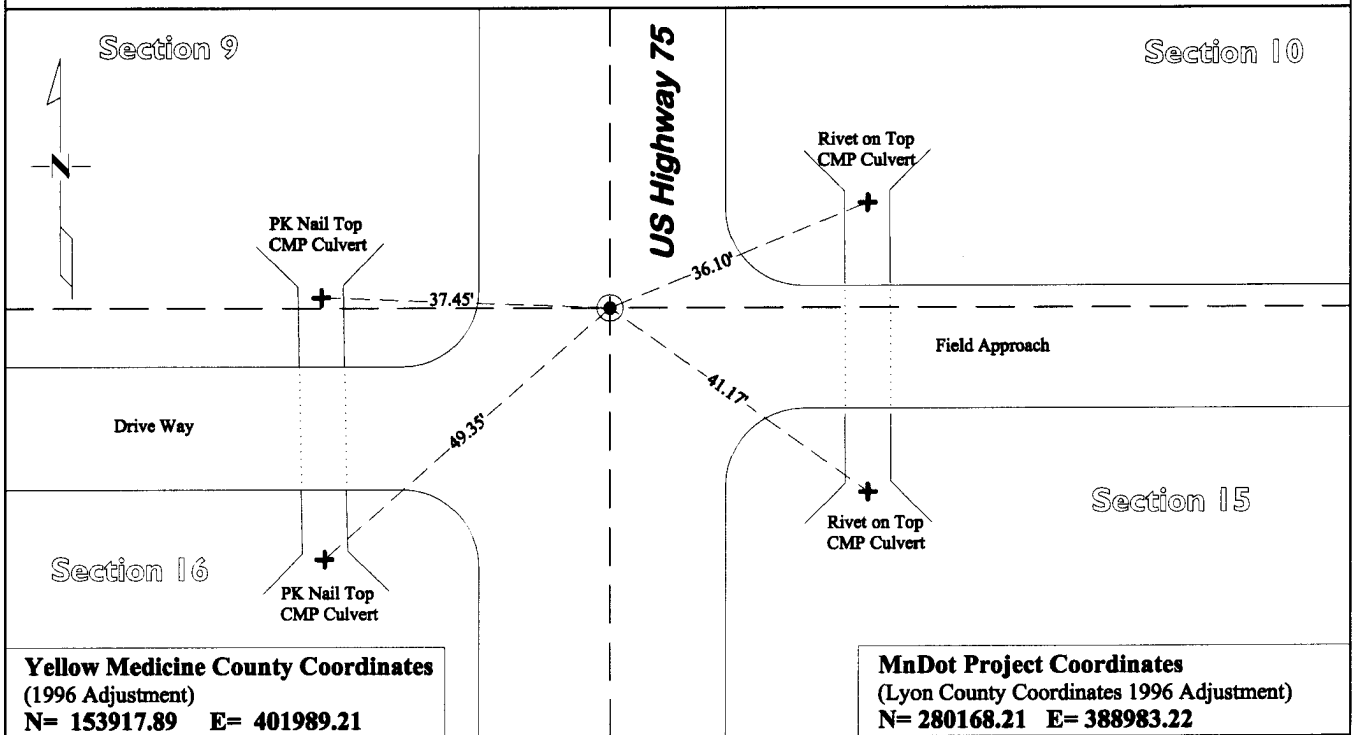 Section 9
US Highway 75
Section 10
N
Rivet on Top
CMP Culvert
PK Nail Top
CMP Culvert
36.10'
37.45'
Field Approach
41.17'
Drive Way
49.35'
Section 15
Rivet on Top
CMP Culvert
Section 16
PK Nail Top
CMP Culvert
Yellow Medicine County Coordinates
(1996 Adjustment)
N= 153917.89 E= 401989.21
MnDot Project Coordinates
(Lyon County Coordinates 1996 Adjustment)
N= 280168.21 E= 388983.22